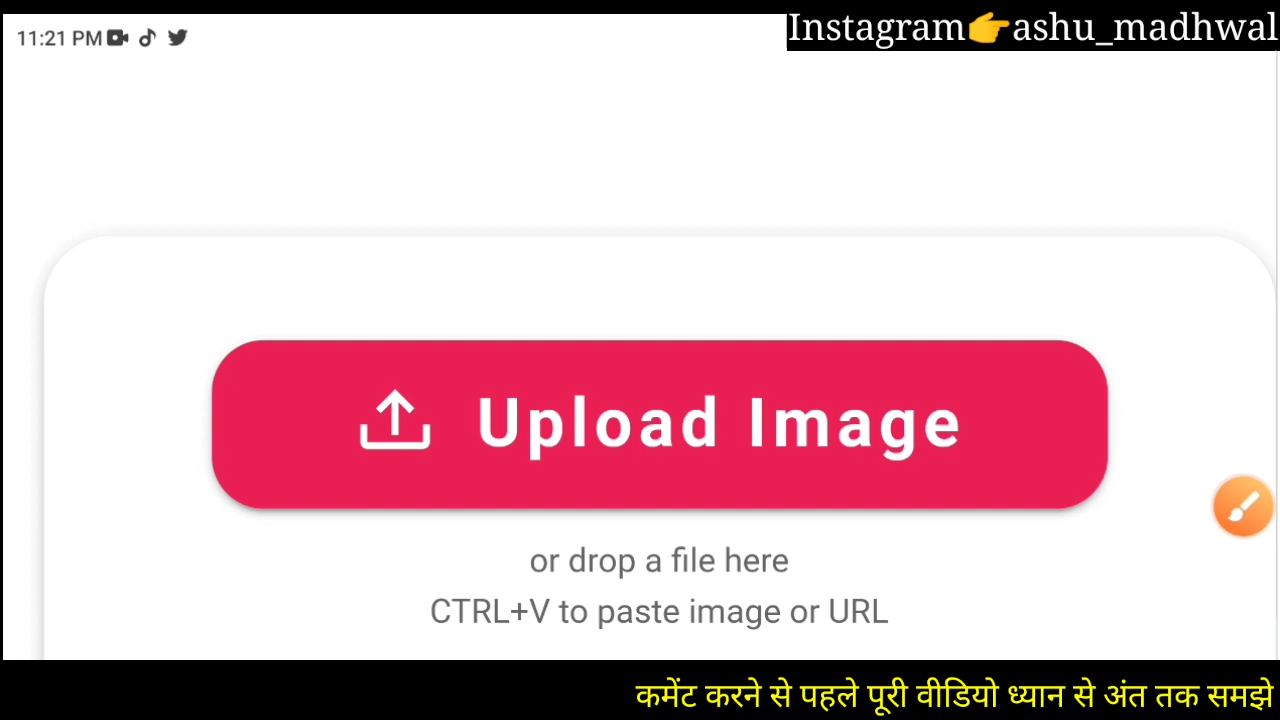 11:21 PM
Instagram👉ashu_madhwal
Upload Image
or drop a file here
CTRL+V to paste image or URL
कमेंट करने से पहले पूरी वीडियो ध्यान से अंत तक समझे